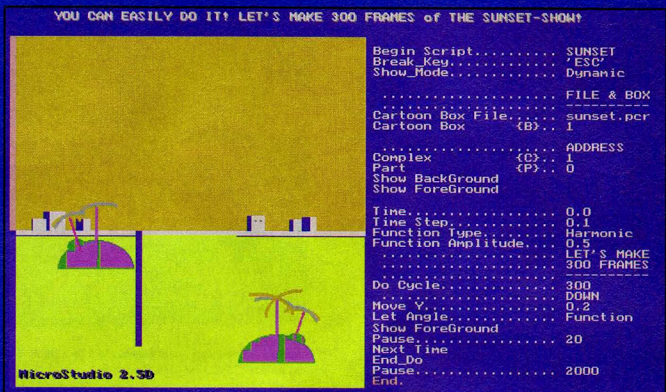 YOU CAN EASILY DO IT! LET'S MAKE 300 FRAMES of THE SUNSET-SHOW!
Begin Script........... SUNSET
Break_Key.............. 'ESC'
Show_Mode.............. Dynamic
....................... FILE & BOX
....................... ----------
Cartoon Box File....... sunset.pcr
Cartoon Box {B}.. 1
....................... ADDRESS
Complex {C}.. 1
Part {P}.. 0
Show BackGround
Show ForeGround
Time................... 0.0
Time Step.............. 0.1
Function Type.......... Harmonic
Function Amplitude..... 0.5
....................... LET'S MAKE
....................... 300 FRAMES
....................... ----------
Do Cycle............... 300
....................... DOWN
Move Y................. 0.2
Let Angle.............. Function
Show ForeGround
Pause.................. 20
Next Time
End_Do
Pause.................. 2000
End.
MicroStudio 2.5D